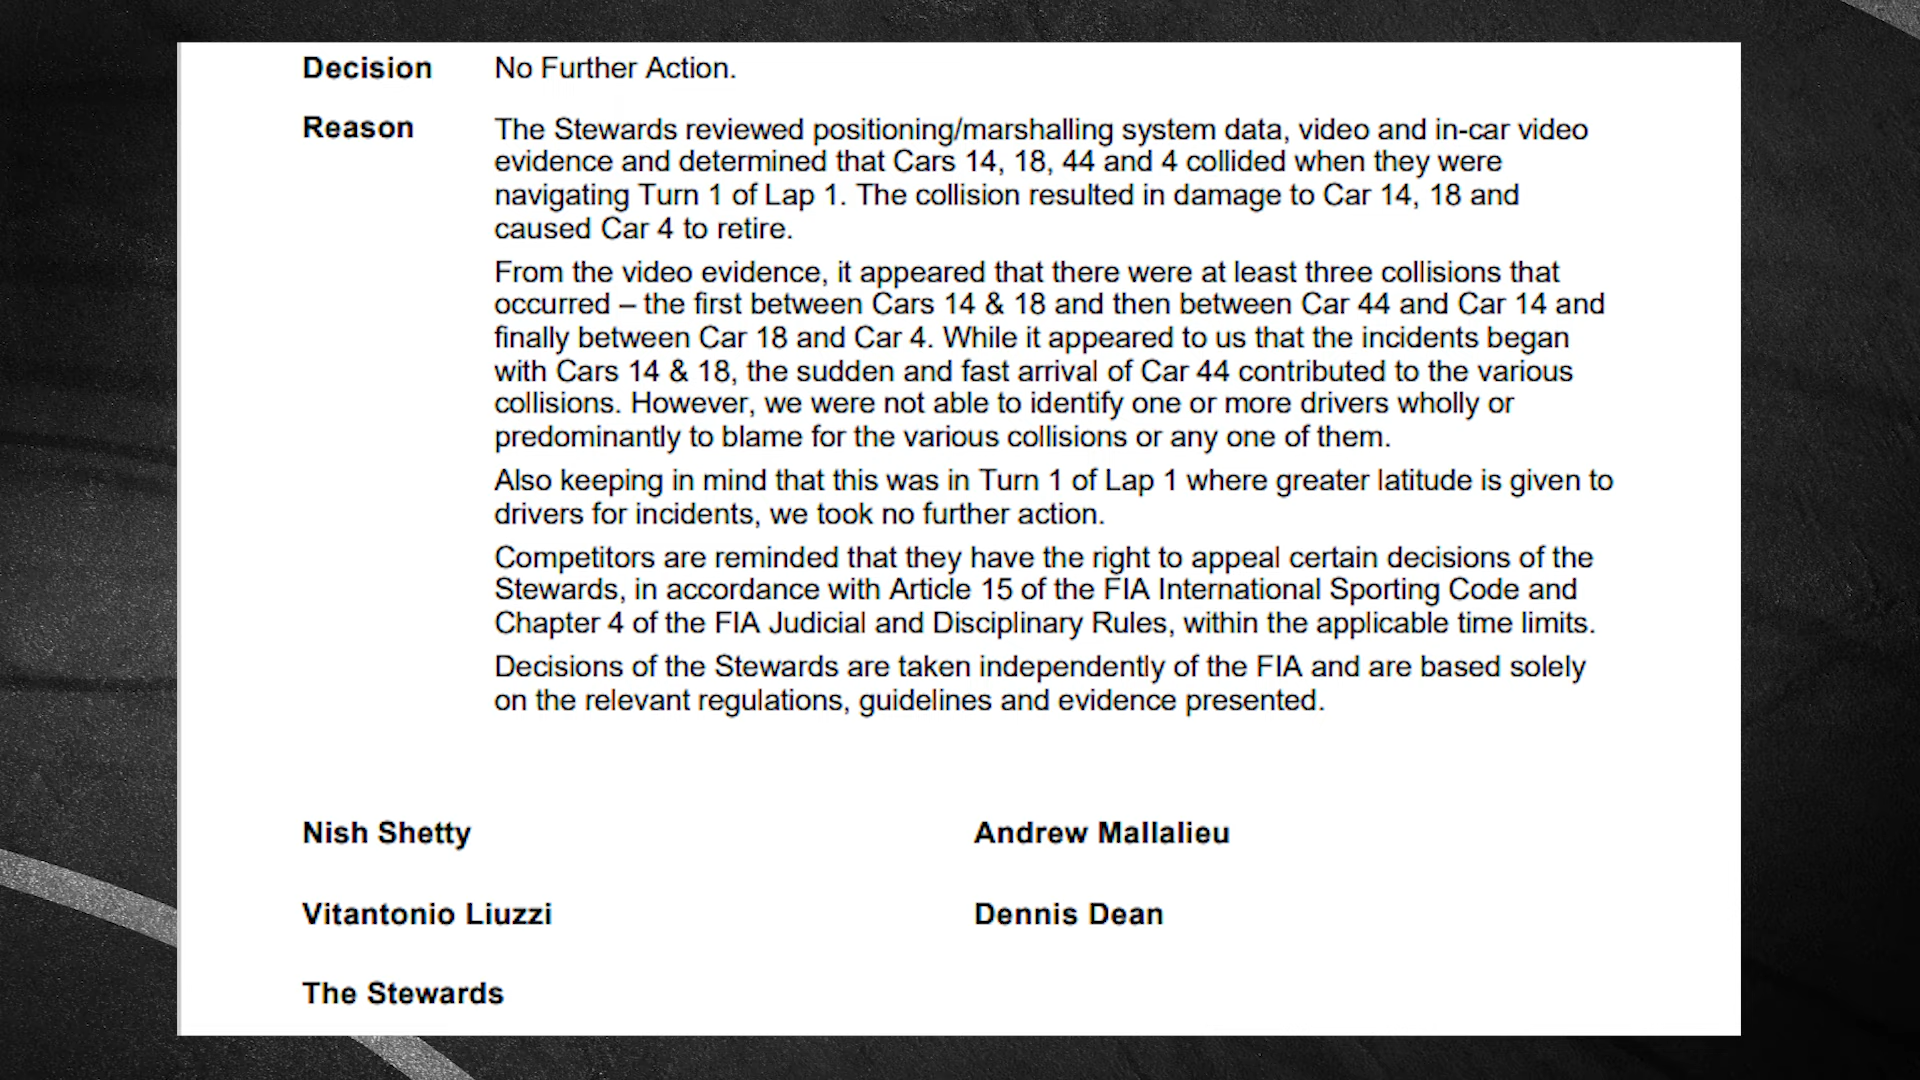 Decision No Further Action.
Reason The Stewards reviewed positioning/marshalling system data, video and in-car video
evidence and determined that Cars 14, 18, 44 and 4 collided when they were
navigating Turn 1 of Lap 1. The collision resulted in damage to Car 14, 18 and
caused Car 4 to retire.
From the video evidence, it appeared that there were at least three collisions that
occurred – the first between Cars 14 & 18 and then between Car 44 and Car 14 and
finally between Car 18 and Car 4. While it appeared to us that the incidents began
with Cars 14 & 18, the sudden and fast arrival of Car 44 contributed to the various
collisions. However, we were not able to identify one or more drivers wholly or
predominantly to blame for the various collisions or any one of them.
Also keeping in mind that this was in Turn 1 of Lap 1 where greater latitude is given to
drivers for incidents, we took no further action.
Competitors are reminded that they have the right to appeal certain decisions of the
Stewards, in accordance with Article 15 of the FIA International Sporting Code and
Chapter 4 of the FIA Judicial and Disciplinary Rules, within the applicable time limits.
Decisions of the Stewards are taken independently of the FIA and are based solely
on the relevant regulations, guidelines and evidence presented.
Nish Shetty Andrew Mallalieu
Vitantonio Liuzzi Dennis Dean
The Stewards